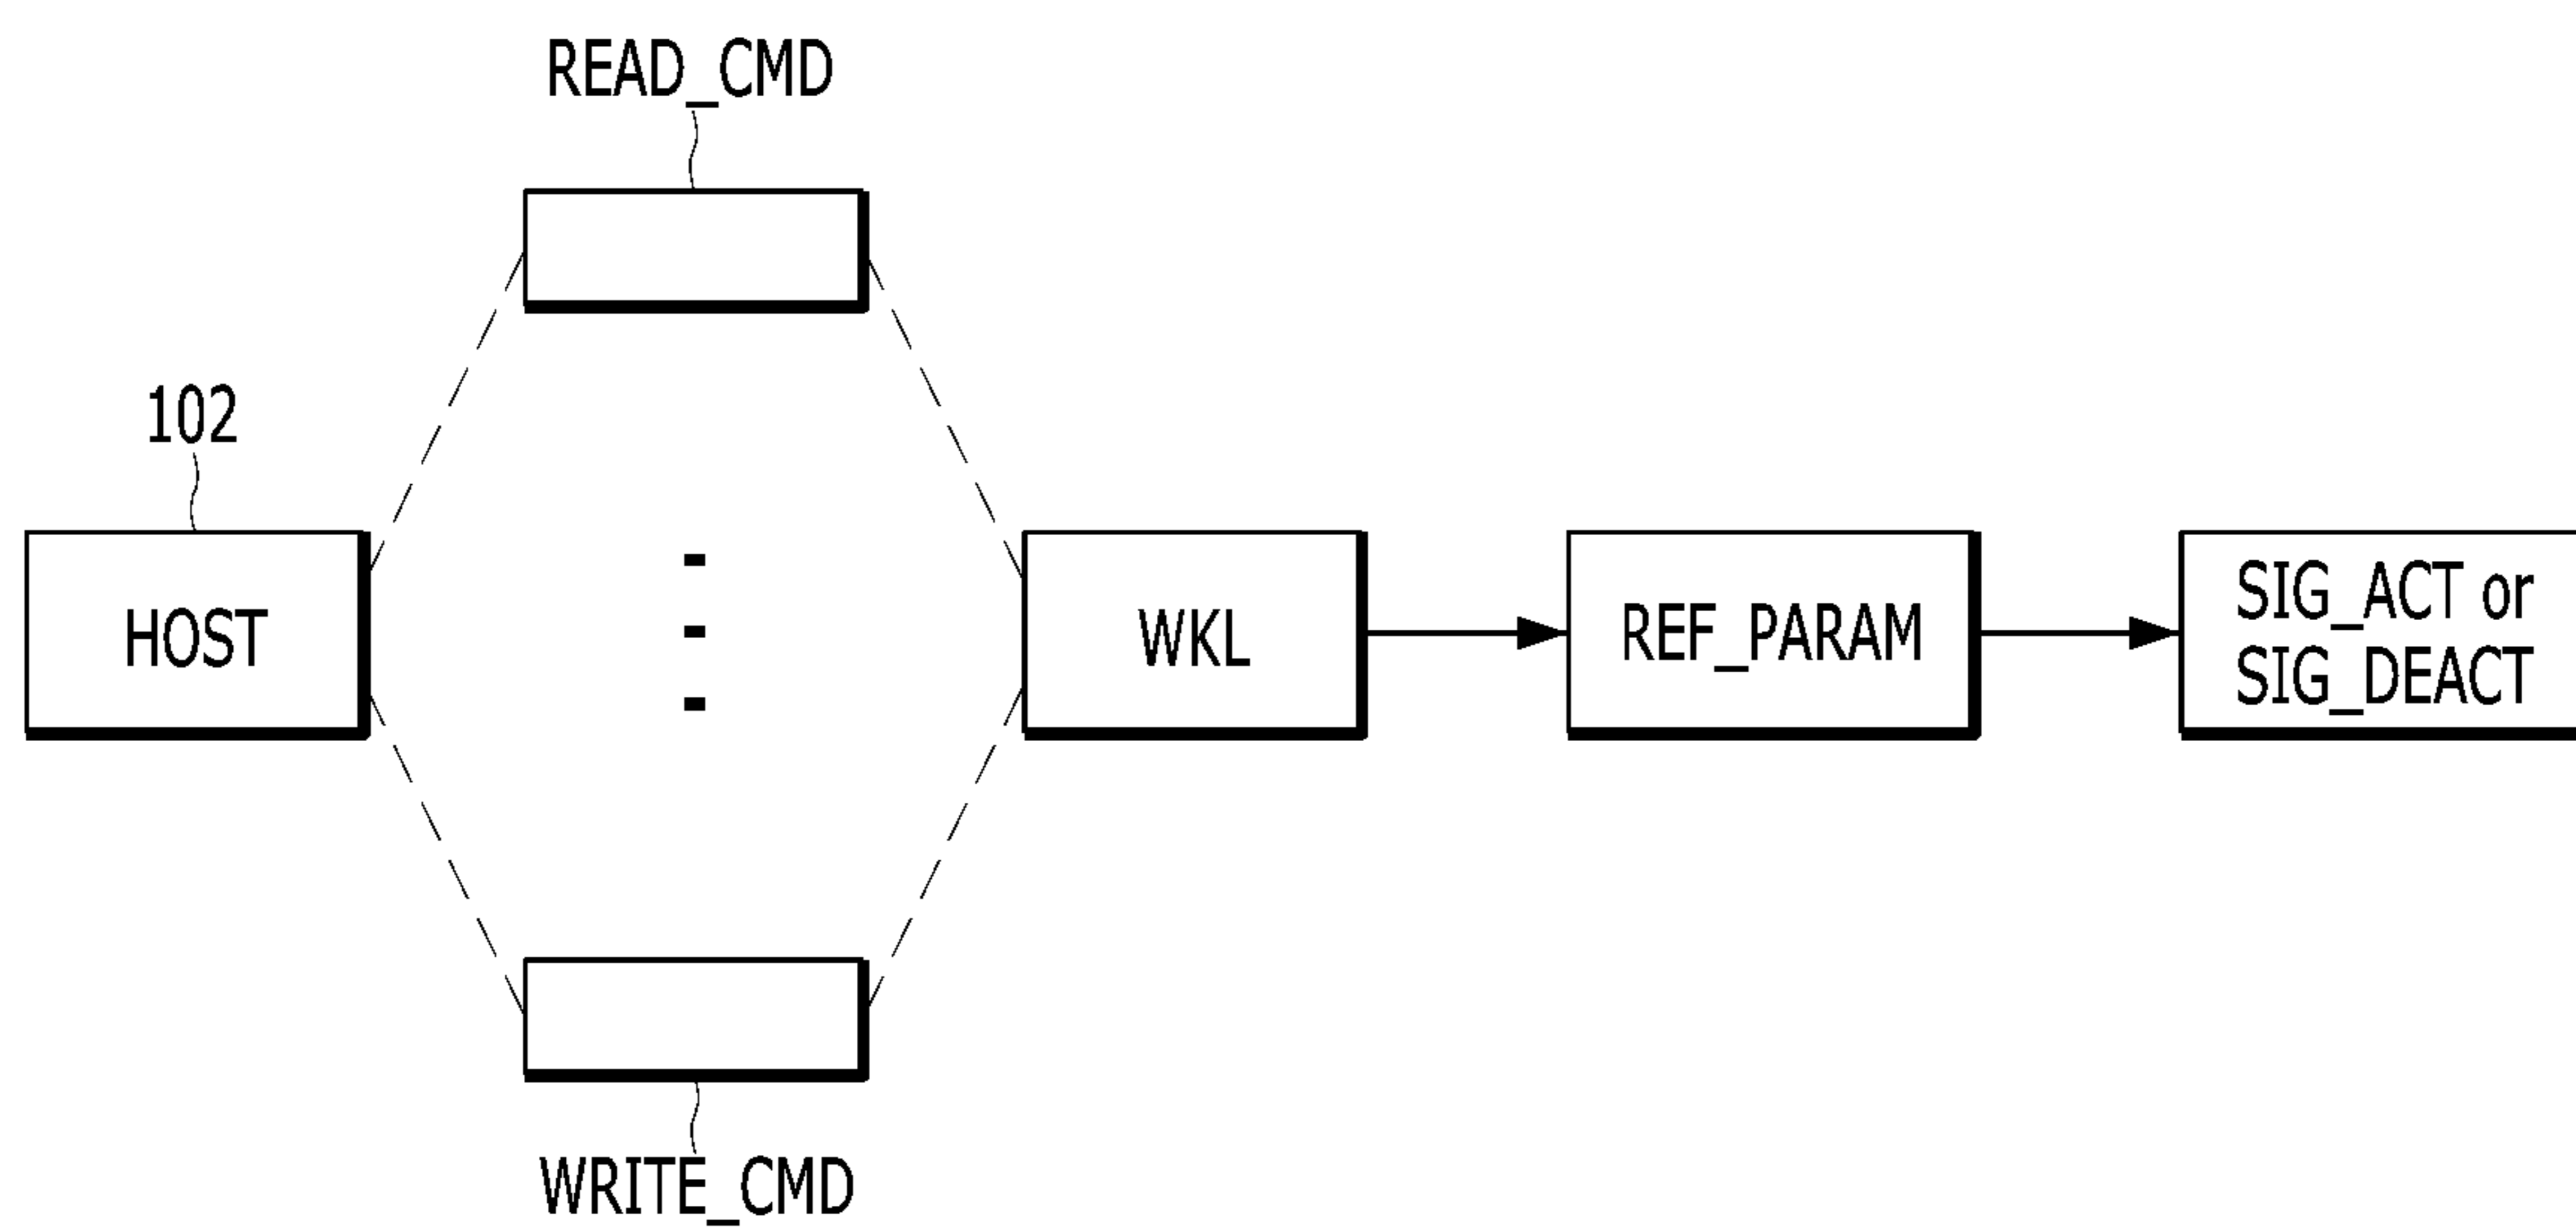 READ_CMD
102
HOST
WKL
REF_PARAM
SIG_ACT or
SIG_DEACT
WRITE_CMD